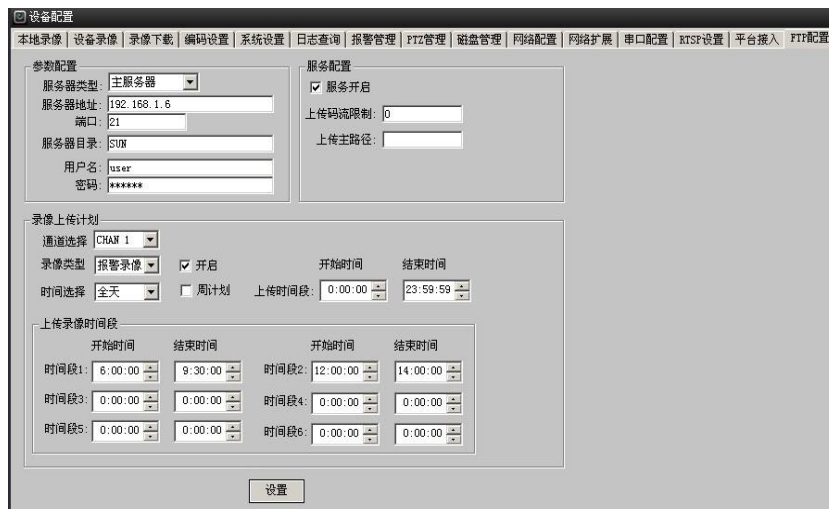 设备配置
本地录像 设备录像 录像下载 编码设置 系统设置 日志查询 报警管理 PTZ管理 磁盘管理 网络配置 网络扩展 串口配置 RTSP设置 平台接入 FTP配置
参数配置
服务器类型: 主服务器
服务器地址: 192.168.1.6
端口: 21
服务器目录: SUN
用户名: user
密码: ******
服务配置
服务开启
上传码流限制: 0
上传主路径:
录像上传计划
通道选择 CHAN 1
录像类型 报警录像 开启 开始时间 结束时间
时间选择 全天 周计划 上传时间段: 0:00:00 23:59:59
上传录像时间段
开始时间 结束时间 开始时间 结束时间
时间段1: 6:00:00 9:30:00 时间段2: 12:00:00 14:00:00
时间段3: 0:00:00 0:00:00 时间段4: 0:00:00 0:00:00
时间段5: 0:00:00 0:00:00 时间段6: 0:00:00 0:00:00
设置